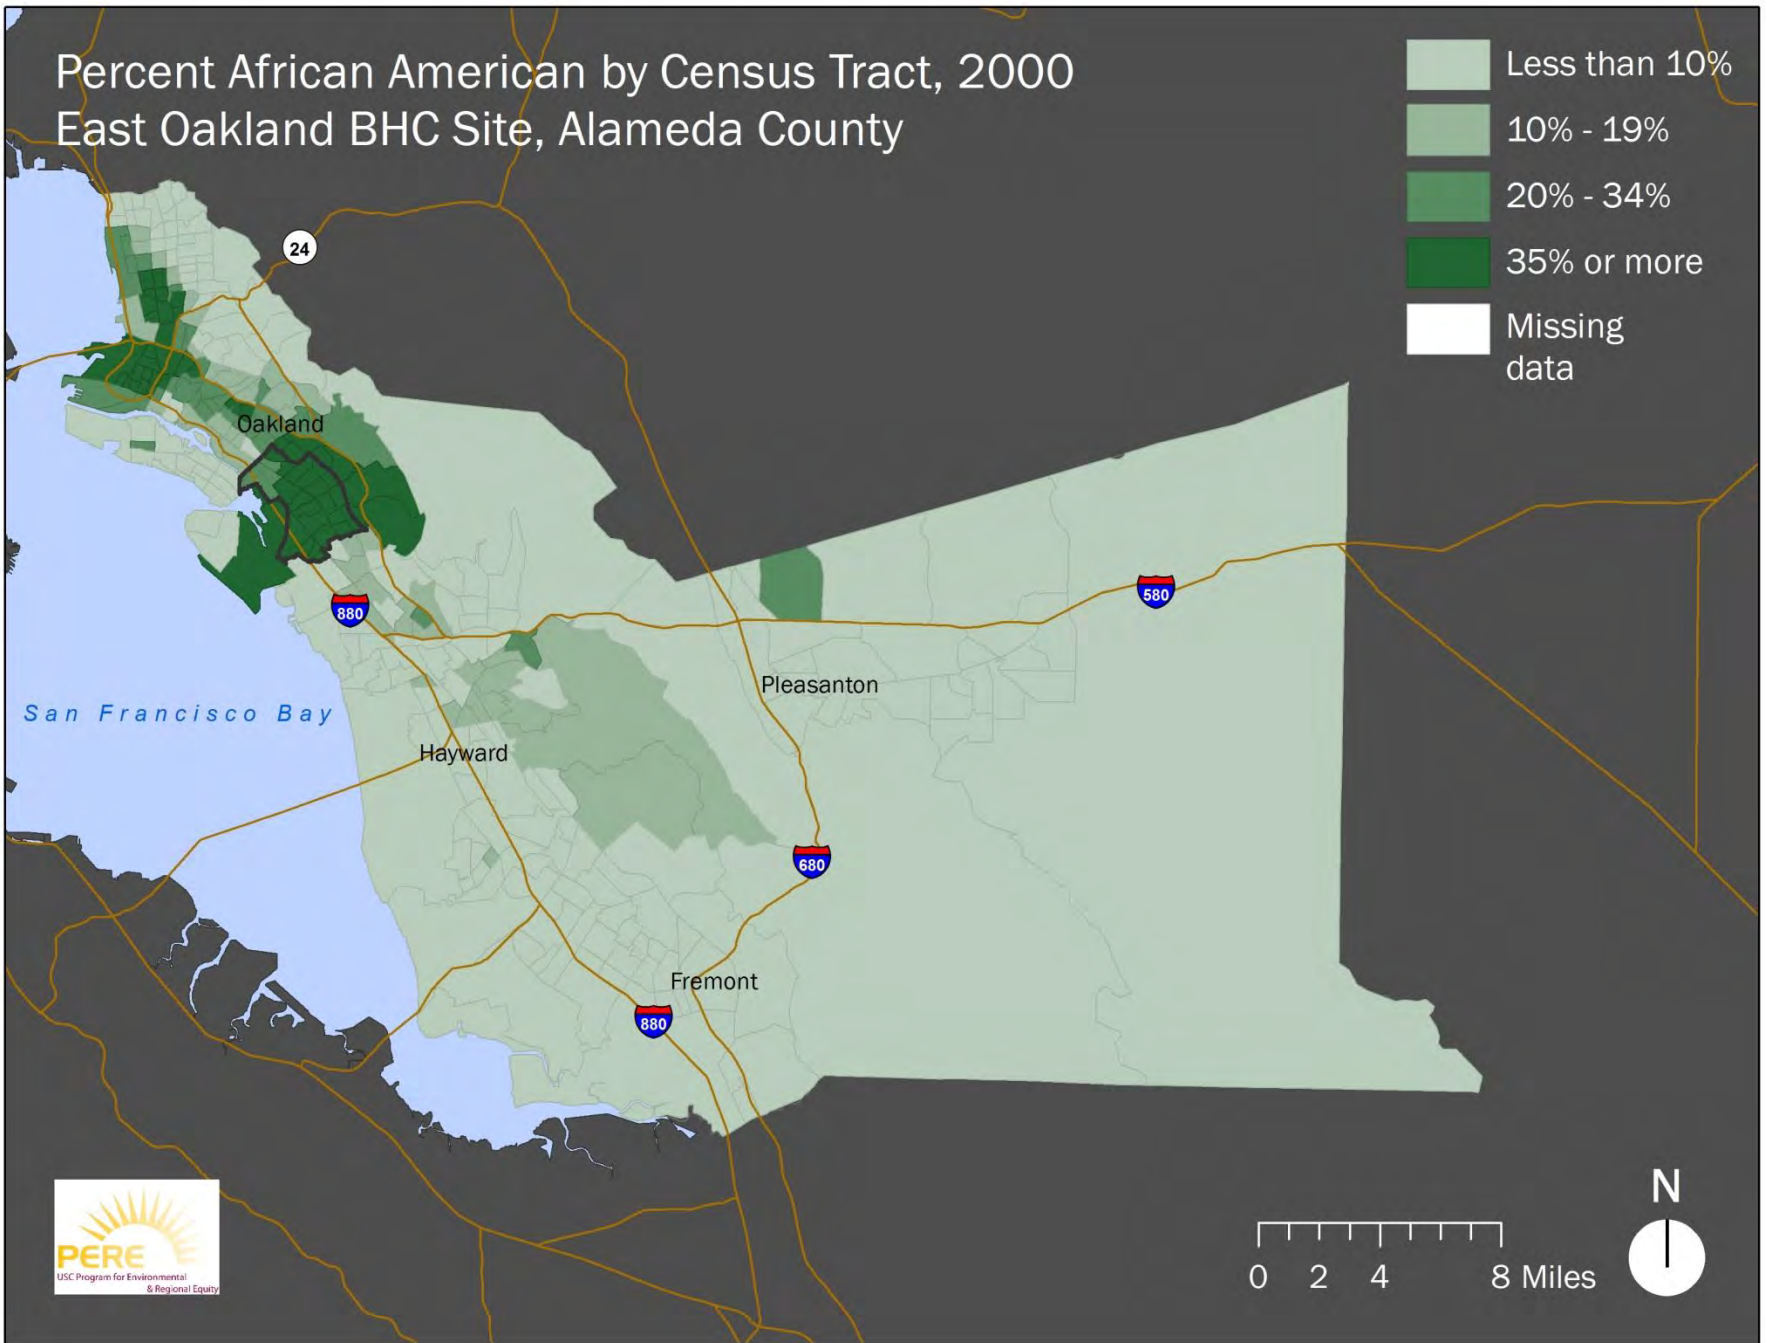 Percent African American by Census Tract, 2000
East Oakland BHC Site, Alameda County
Less than 10%
10% - 19%
20% - 34%
35% or more
Missing
data
24
Oakland
880
580
Pleasanton
San Francisco Bay
Hayward
680
Fremont
880
PERE
USC Program for Environmental
& Regional Equity
N
0 2 4 8 Miles